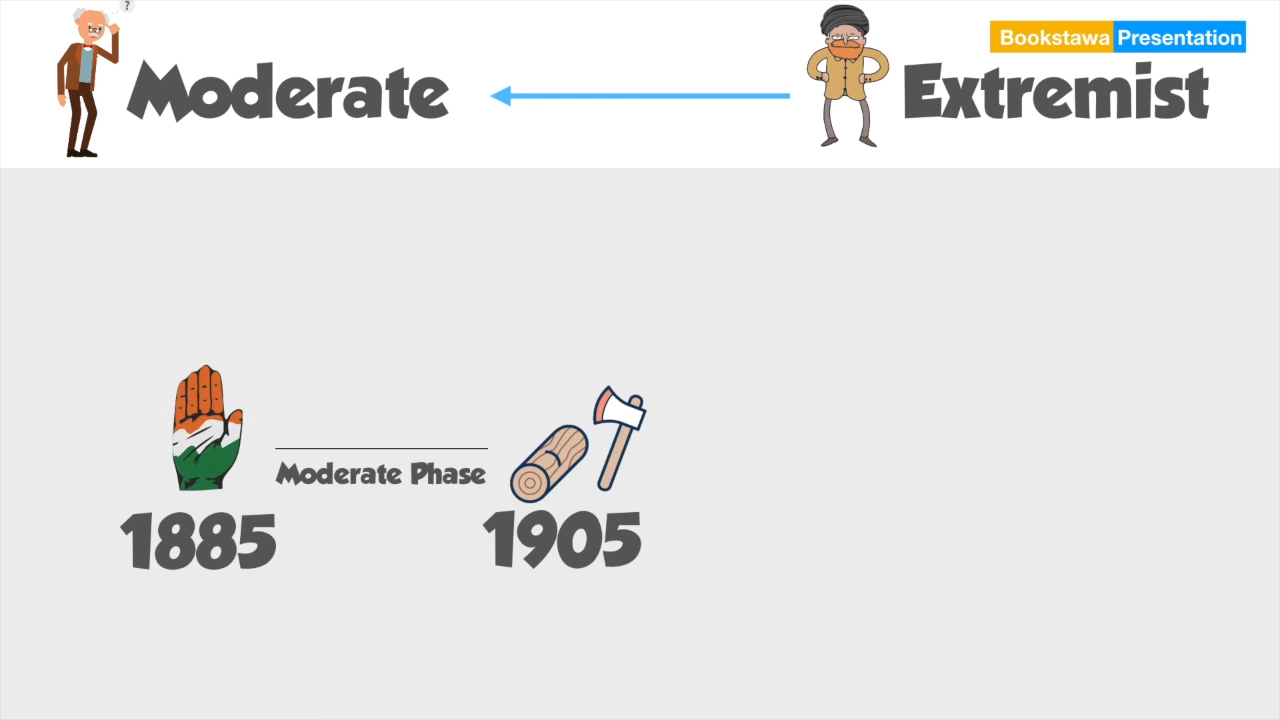 ?
Bookstawa Presentation
Moderate
Extremist
Moderate Phase
1885
1905